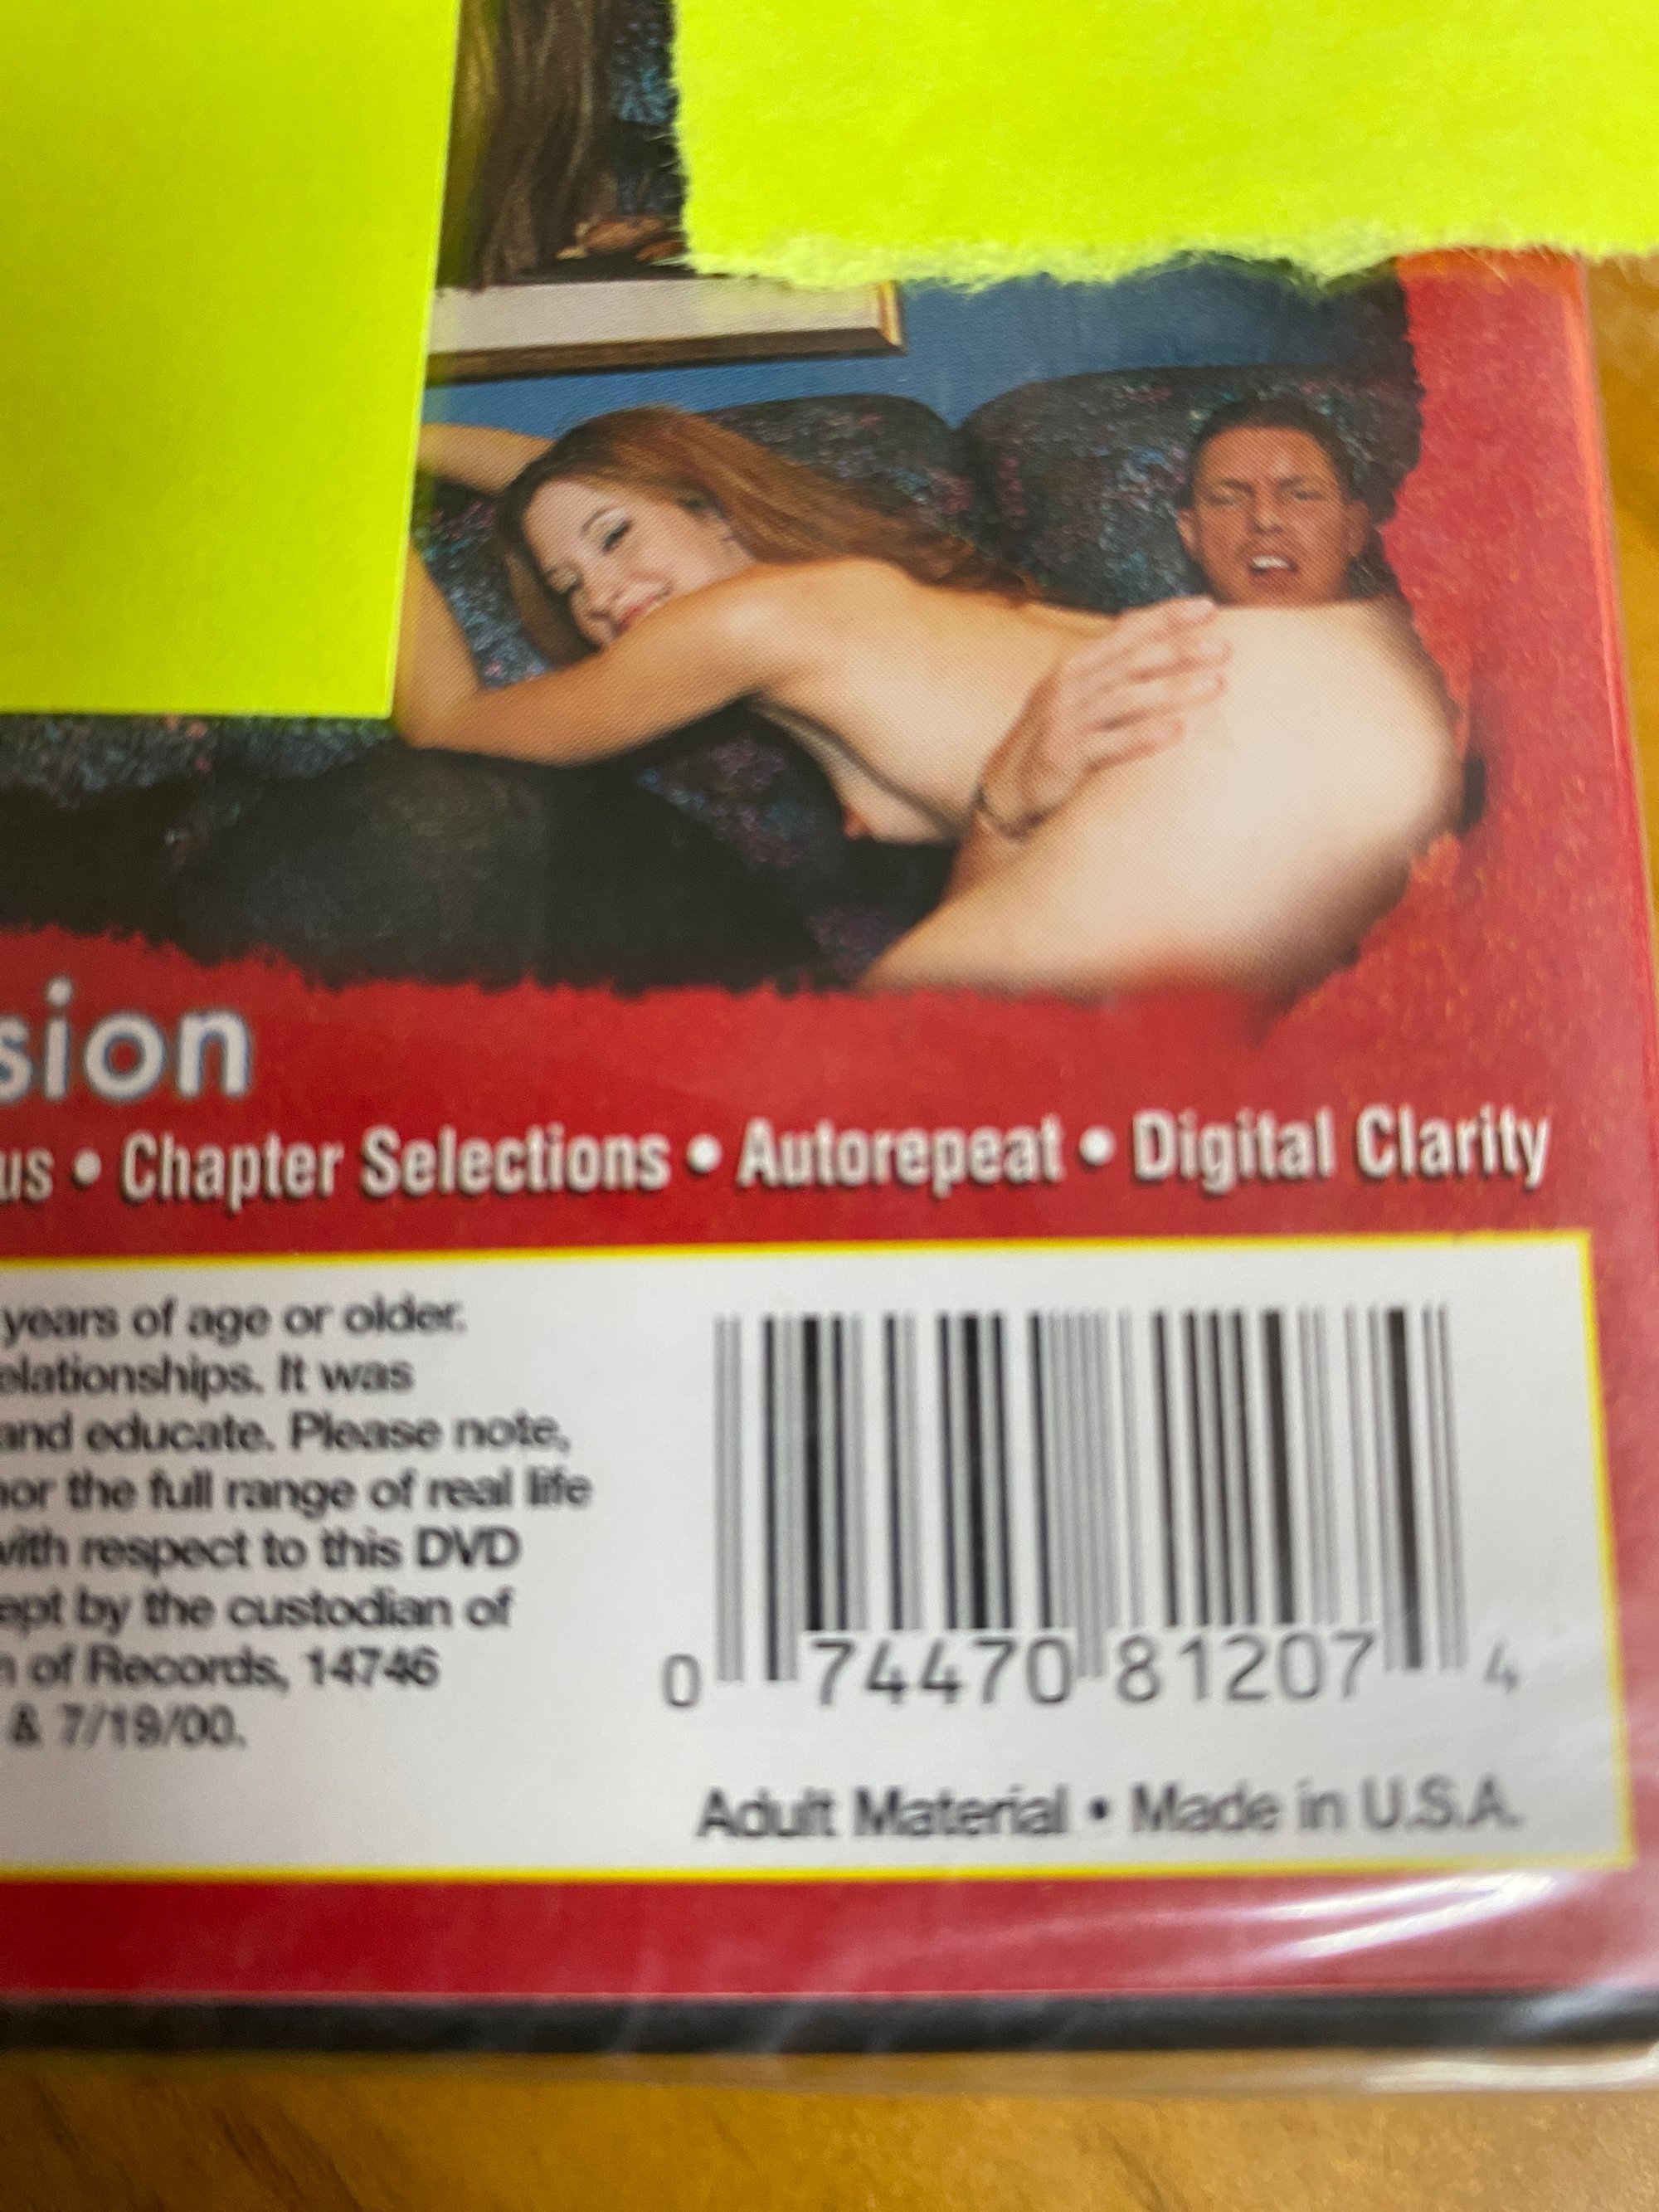 sion
us • Chapter Selections • Autorepeat • Digital Clarity
years of age or older.
elationships. It was
and educate. Please note,
nor the full range of real life
with respect to this DVD
ept by the custodian of
n of Records, 14746
& 7/19/00.
0 74470 81207 4
Adult Material • Made in U.S.A.